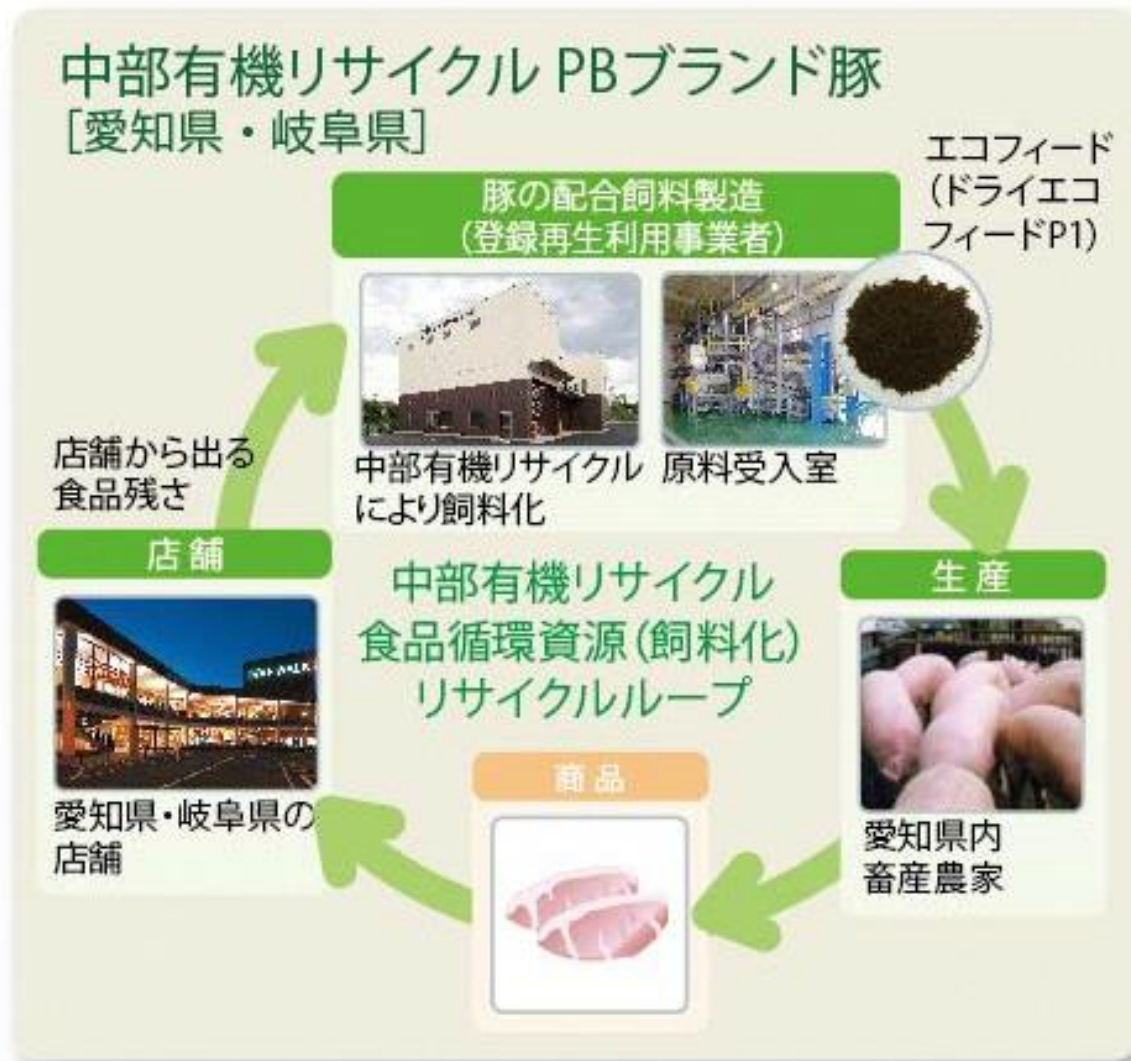 中部有機リサイクル PBブランド豚
［愛知県・岐阜県］
エコフィード
(ドライエコ
フィードP1)
豚の配合飼料製造
(登録再生利用事業者)
中部有機リサイクル
により飼料化
原料受入室
店舗から出る
食品残さ
店舗
愛知県・岐阜県の
店舗
中部有機リサイクル
食品循環資源(飼料化)
リサイクルループ
生産
愛知県内
畜産農家
商品